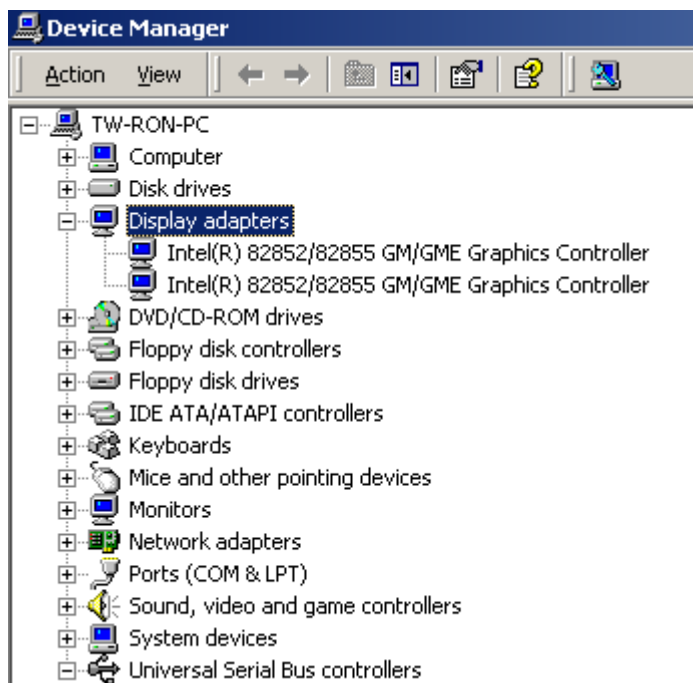 Device Manager
Action View
TW-RON-PC
Computer
Disk drives
Display adapters
Intel(R) 82852/82855 GM/GME Graphics Controller
Intel(R) 82852/82855 GM/GME Graphics Controller
DVD/CD-ROM drives
Floppy disk controllers
Floppy disk drives
IDE ATA/ATAPI controllers
Keyboards
Mice and other pointing devices
Monitors
Network adapters
Ports (COM & LPT)
Sound, video and game controllers
System devices
Universal Serial Bus controllers